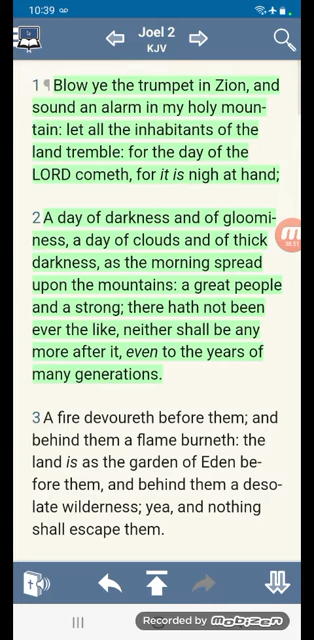 10:39
Joel 2
KJV
1 ¶ Blow ye the trumpet in Zion, and
sound an alarm in my holy moun-
tain: let all the inhabitants of the
land tremble: for the day of the
LORD cometh, for it is nigh at hand;
2 A day of darkness and of gloomi-
ness, a day of clouds and of thick
darkness, as the morning spread
upon the mountains: a great people
and a strong; there hath not been
ever the like, neither shall be any
more after it, even to the years of
many generations.
3 A fire devoureth before them; and
behind them a flame burneth: the
land is as the garden of Eden be-
fore them, and behind them a deso-
late wilderness; yea, and nothing
shall escape them.
Recorded by mobizen